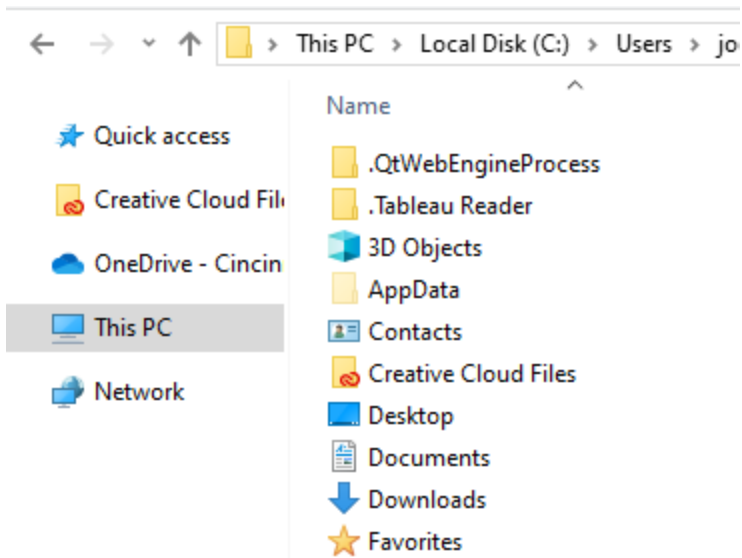 This PC > Local Disk (C:) > Users > jo
Name
Quick access
Creative Cloud File
OneDrive - Cincin
This PC
Network
.QtWebEngineProcess
.Tableau Reader
3D Objects
AppData
Contacts
Creative Cloud Files
Desktop
Documents
Downloads
Favorites